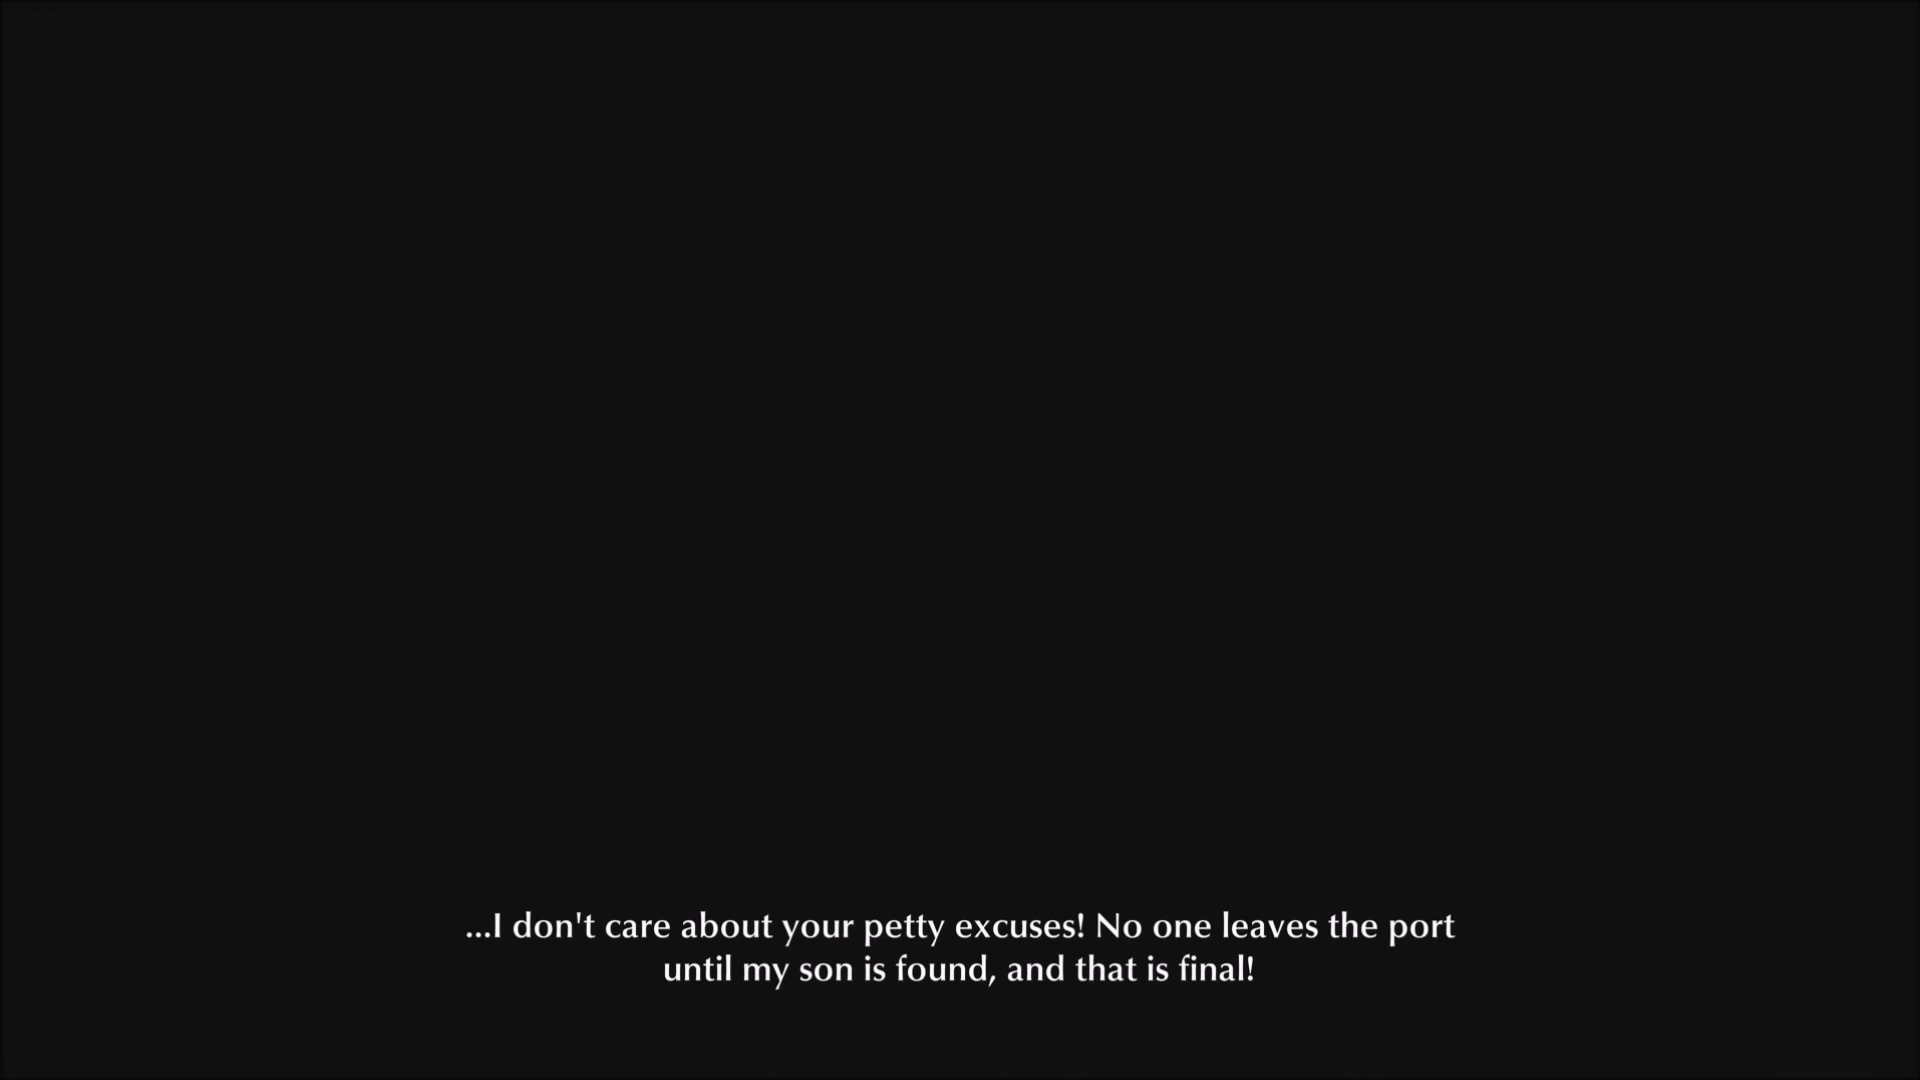 ...I don't care about your petty excuses! No one leaves the port
until my son is found, and that is final!